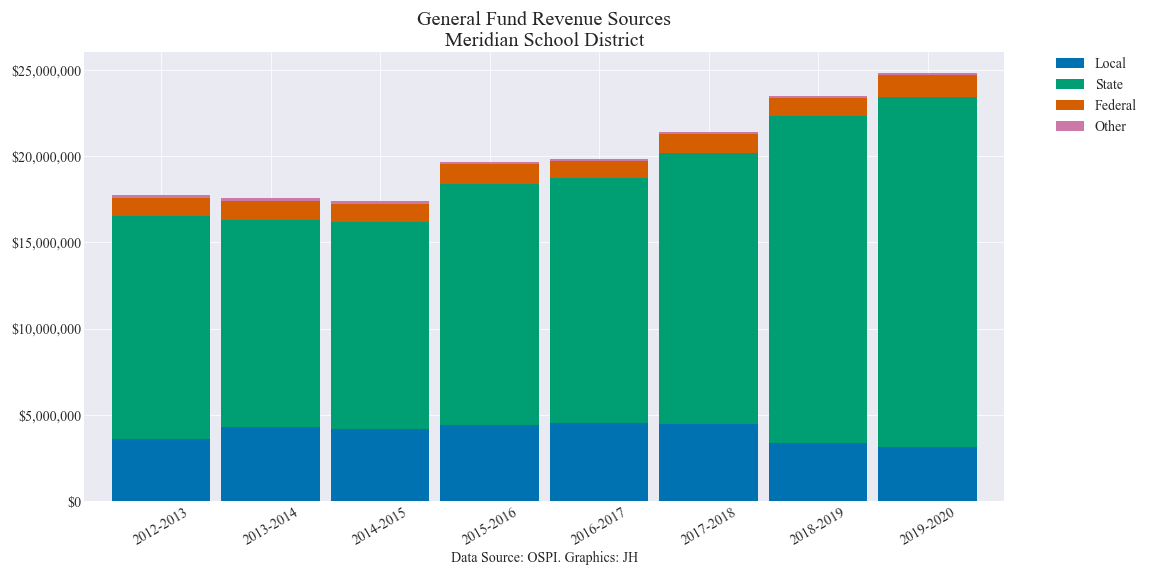 General Fund Revenue Sources
Meridian School District
$25,000,000
$20,000,000
$15,000,000
$10,000,000
$5,000,000
$0
2012-2013
2013-2014
2014-2015
2015-2016
2016-2017
2017-2018
2018-2019
2019-2020
Data Source: OSPI. Graphics: JH
Local
State
Federal
Other